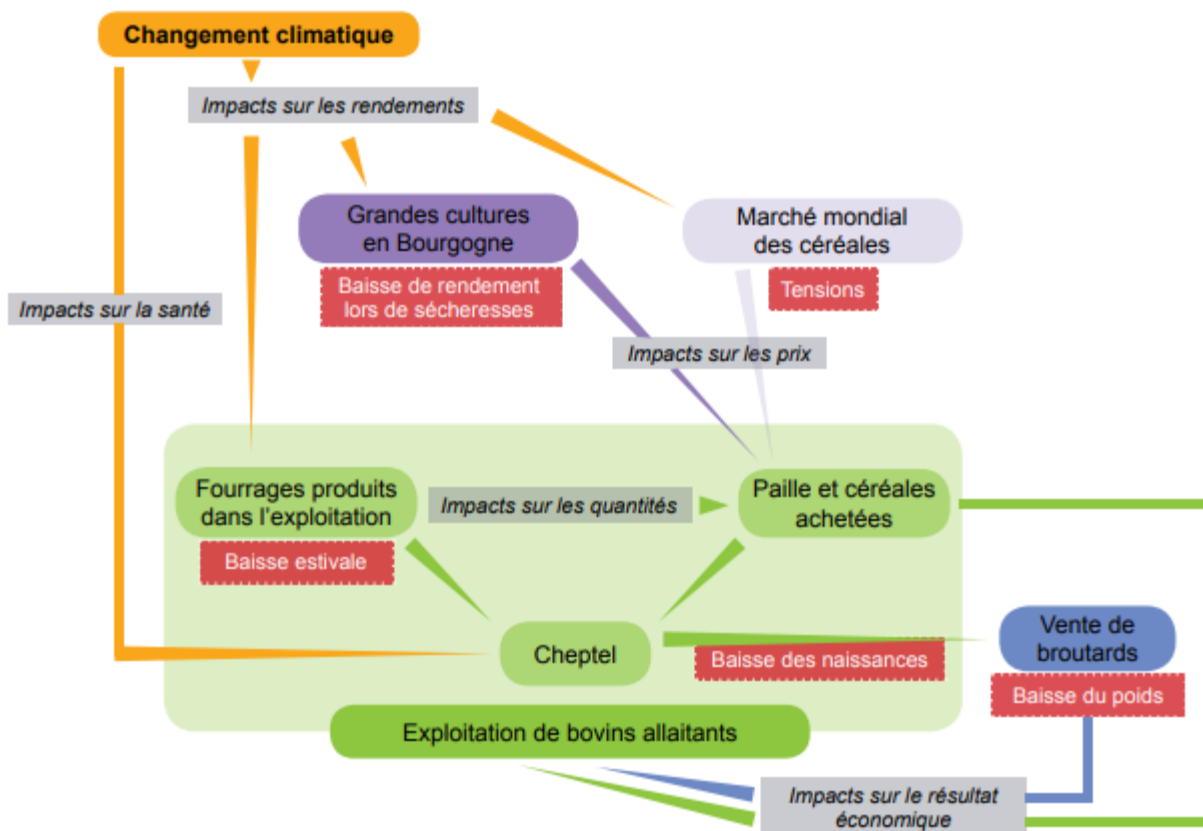 Changement climatique
Impacts sur les rendements
Grandes cultures
en Bourgogne
Marché mondial
des céréales
Baisse de rendement
lors de sécheresses
Tensions
Impacts sur la santé
Impacts sur les prix
Fourrages produits
dans l'exploitation
Impacts sur les quantités
Paille et céréales
achetées
Baisse estivale
Cheptel
Baisse des naissances
Vente de
broutards
Baisse du poids
Exploitation de bovins allaitants
Impacts sur le résultat
économique